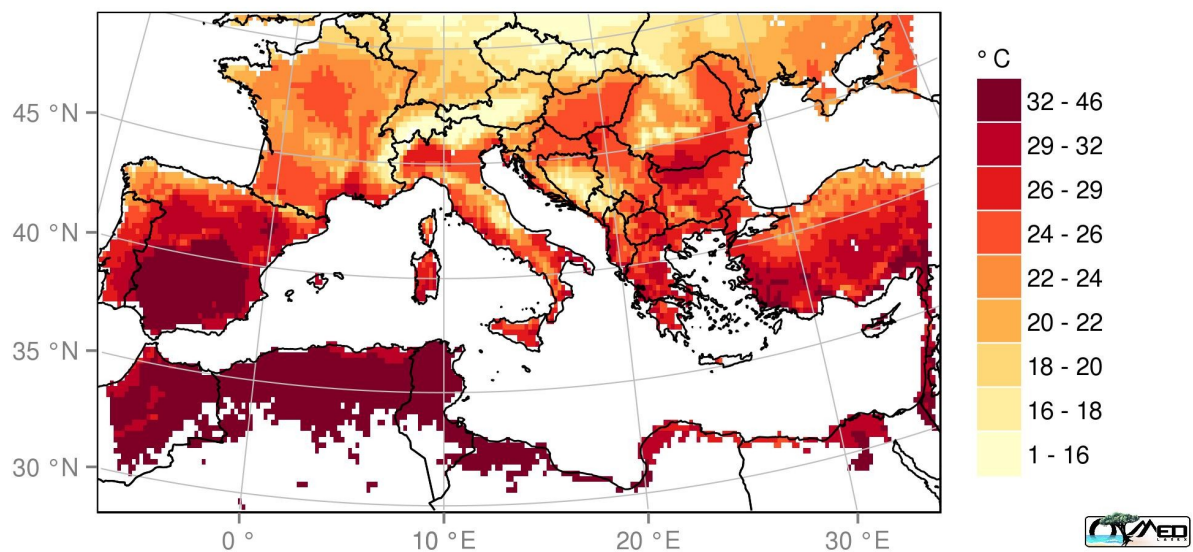 ° C
45 °N
40 °N
35 °N
30 °N
0 °
10 °E
20 °E
30 °E
32 - 46
29 - 32
26 - 29
24 - 26
22 - 24
20 - 22
18 - 20
16 - 18
1 - 16